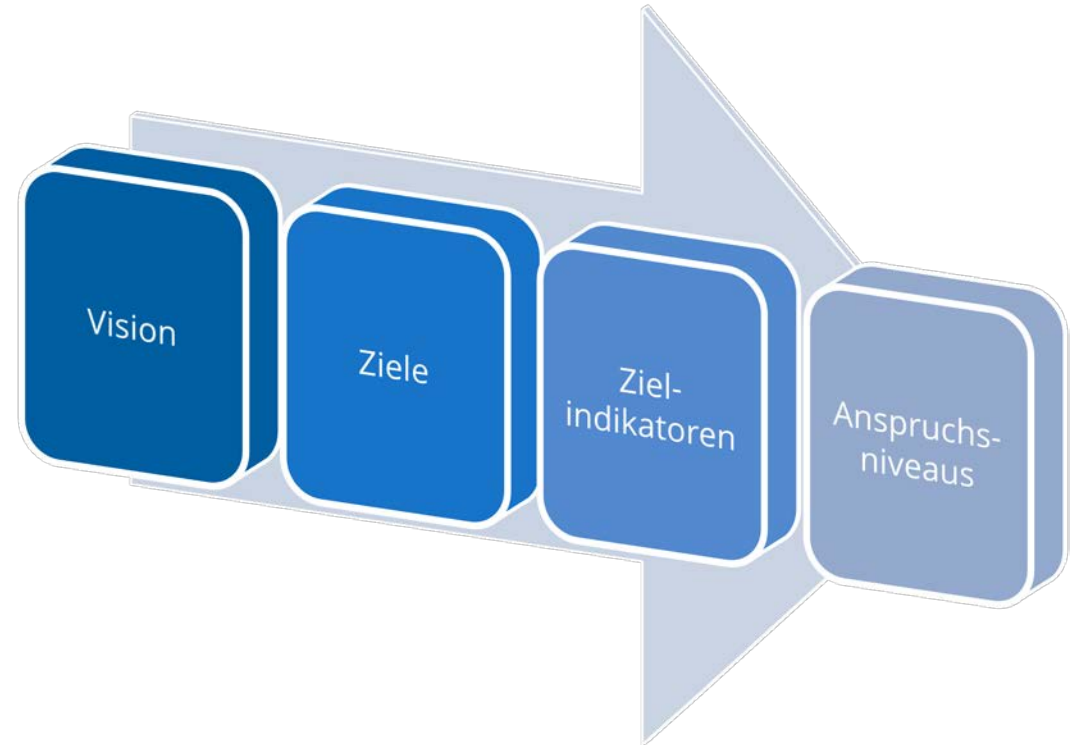 Vision
Ziele
Ziel-
indikatoren
Anspruchs-
niveaus